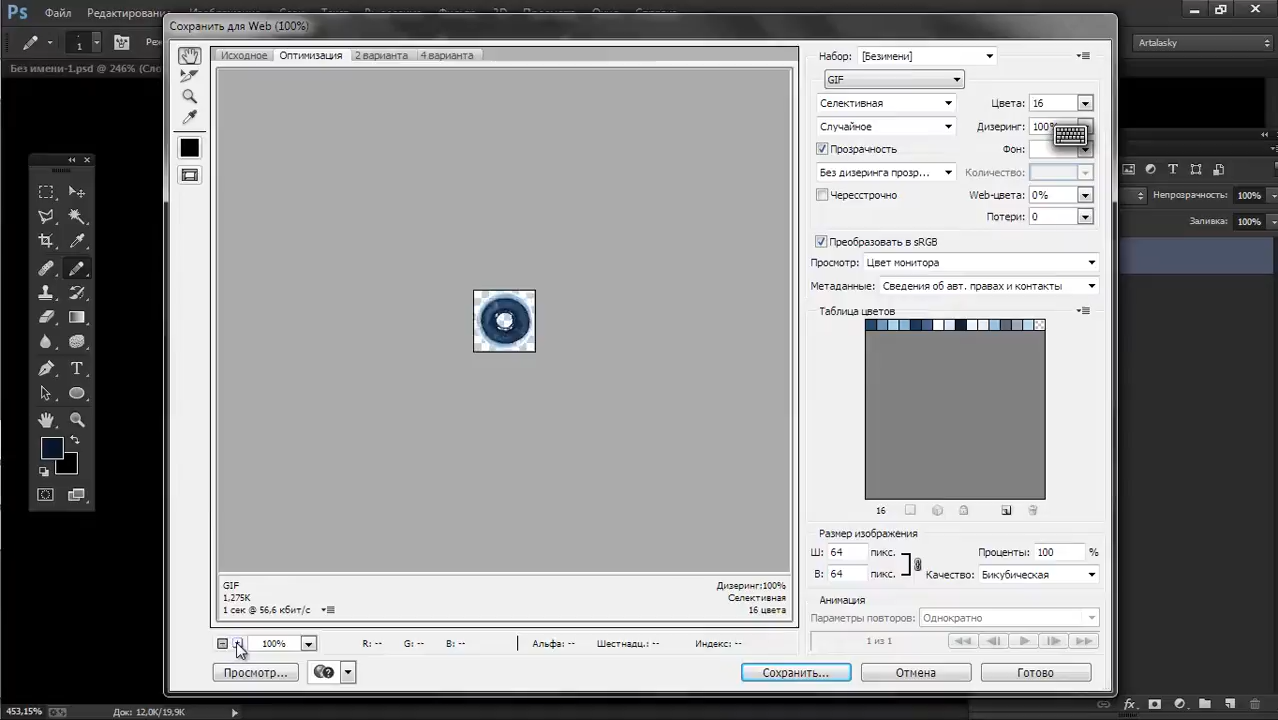 Ps
Файл
Редактирование
1
Artalasky
Без имени-1.psd @ 246% (Сло
Сохранить для Web (100%)
Исходное
Оптимизация
2 варианта
4 варианта
Набор: [Безимени]
GIF
Селективная
Цвета: 16
Случайное
Дизеринг: 100%
Прозрачность
Фон:
Без дизеринга прозр...
Количество:
Чересстрочно
Web-цвета: 0%
Потери: 0
Преобразовать в sRGB
Просмотр: Цвет монитора
Метаданные: Сведения об авт. правах и контакты
Таблица цветов
16
Непрозрачность: 100%
Заливка: 100%
Размер изображения
Ш: 64 пикс.
Проценты: 100 %
В: 64 пикс.
Качество: Бикубическая
Анимация
Параметры повторов: Однократно
1 из 1
GIF
1,275K
1 сек @ 56,6 кбит/с
Дизеринг:100%
Селективная
16 цвета
100%
R: --
G: --
B: --
Альфа: --
Шестнадц.: --
Индекс: --
Просмотр...
Сохранить...
Отмена
Готово
453,15%
Док: 12,0K/19,9K
fx